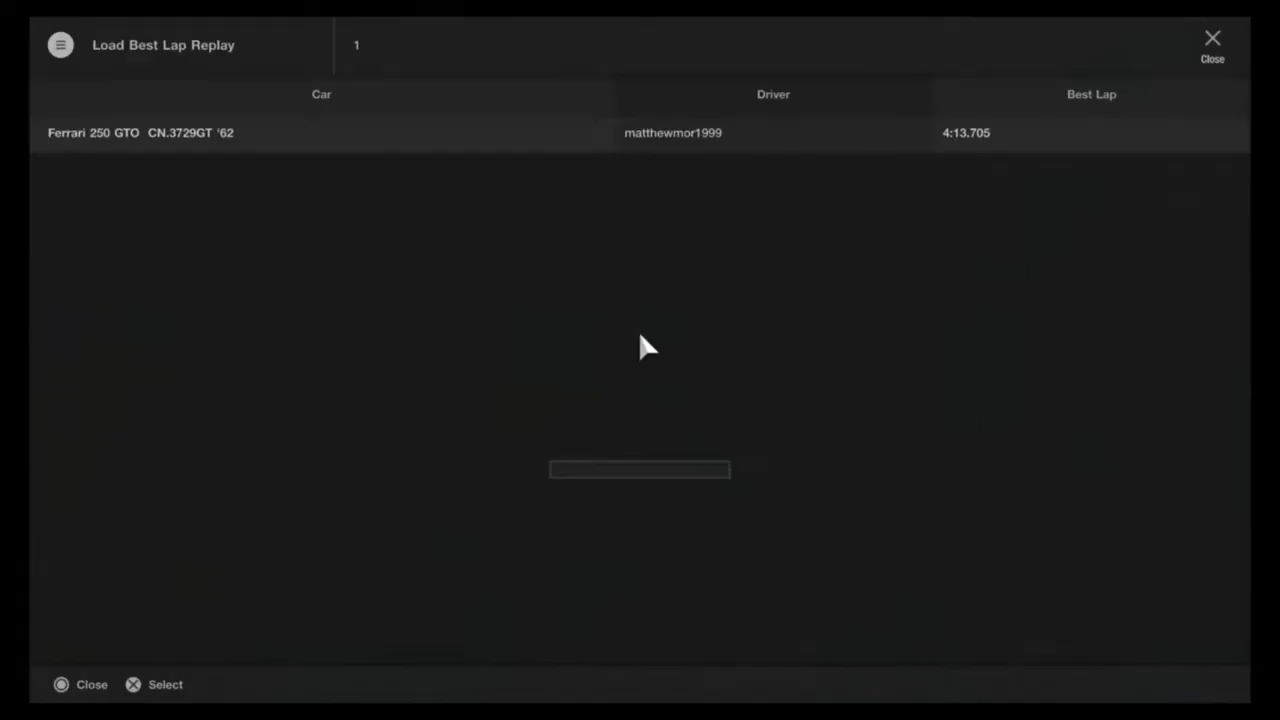 Load Best Lap Replay
1
Close
Car
Driver
Best Lap
Ferrari 250 GTO CN.3729GT '62
matthewmor1999
4:13.705
Close
Select